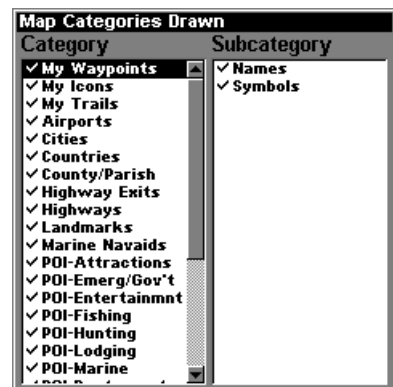 Map Categories Drawn
Category
My Waypoints
My Icons
My Trails
Airports
Cities
Countries
County/Parish
Highway Exits
Highways
Landmarks
Marine Navaids
POI-Attractions
POI-Emerg/Gov't
POI-Entertainmnt
POI-Fishing
POI-Hunting
POI-Lodging
POI-Marine
Subcategory
Names
Symbols